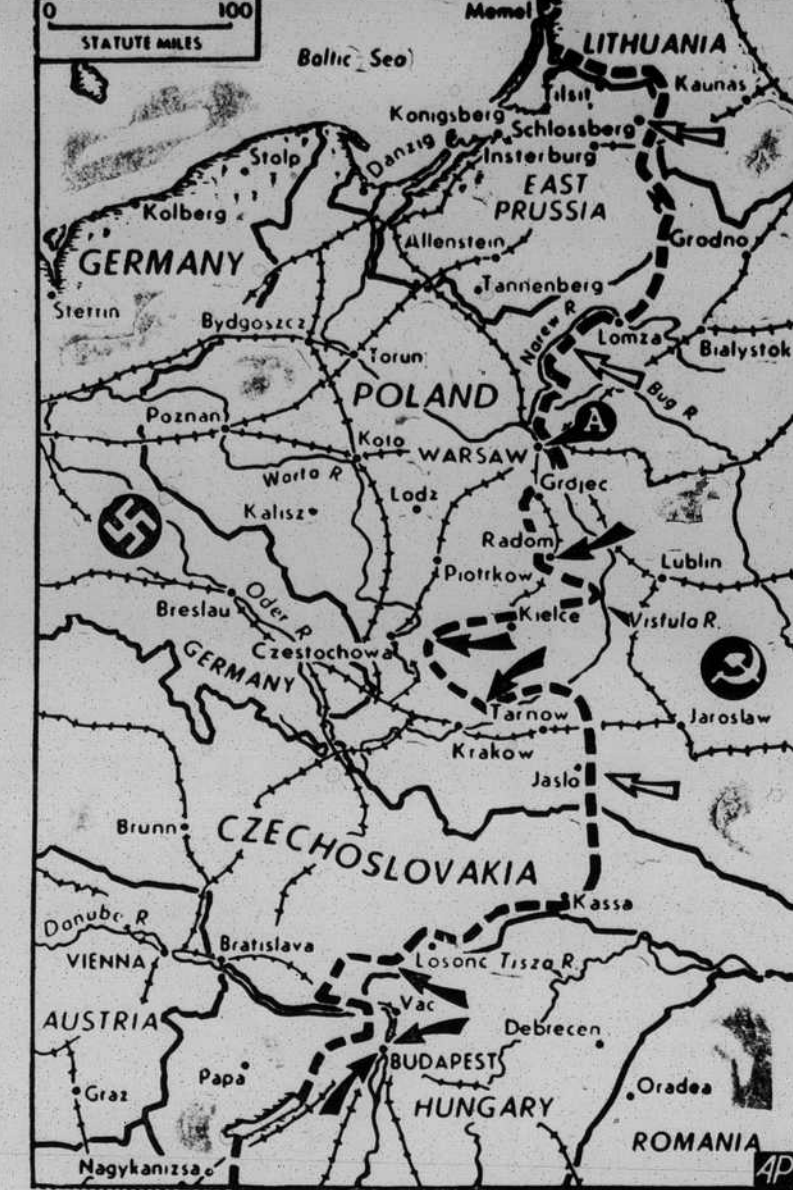 0 100
STATUTE MILES
Memel
LITHUANIA
Baltic Sea
Tilsit
Kaunas
Konigsberg
Schlossberg
Stolp
Danzig
Insterburg
EAST
PRUSSIA
Kolberg
Allenstein
Grodno
GERMANY
Tannenberg
Stettin
Bydgoszcz
Narew R
Lomza
Bialystok
Torun
POLAND
Bug R
Poznan
A
Koto
WARSAW
Warta R
Grojec
Lodz
Kalisz
Radom
Piotrkow
Lublin
Oder R
Breslau
Kielce
Vistula R.
Czestochowa
GERMANY
Tarnow
Jaroslaw
Krakow
Jaslo
Brunn
CZECHOSLOVAKIA
Kassa
Danube R
Bratislava
VIENNA
Losonc
Tisza R.
Vac
AUSTRIA
Debrecen
BUDAPEST
Papa
Graz
Oradea
HUNGARY
ROMANIA
Nagykanizsa
AP